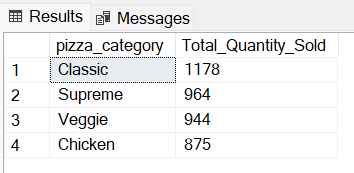 Results Messages
pizza_category Total_Quantity_Sold
1 Classic 1178
2 Supreme 964
3 Veggie 944
4 Chicken 875